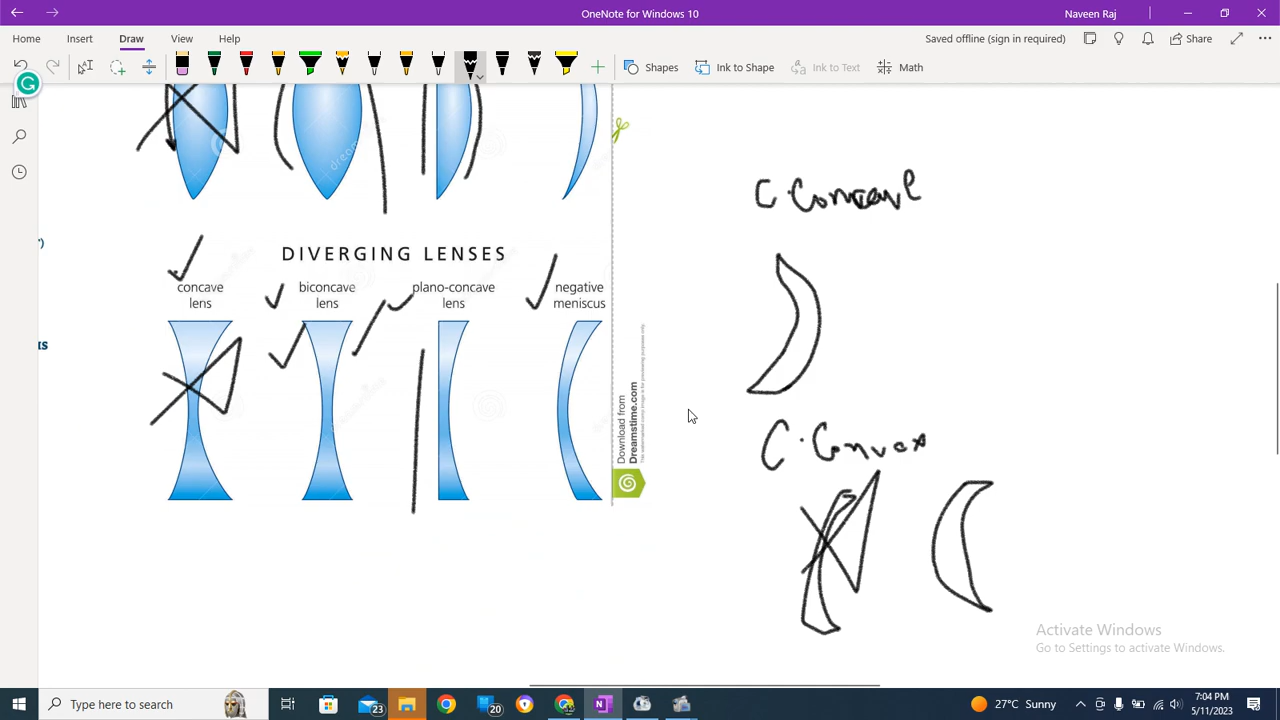 OneNote for Windows 10
Naveen Raj
Home Insert Draw View Help
Saved offline (sign in required)
Share
Shapes
Ink to Shape
Ink to Text
Math
dreamstime
DIVERGING LENSES
concave
lens
biconcave
lens
plano-concave
lens
negative
meniscus
Download from
Dreamstime.com
C. Concave
C. Convex
Activate Windows
Go to Settings to activate Windows.
Type here to search
23
20
27°C Sunny
7:04 PM
5/11/2023